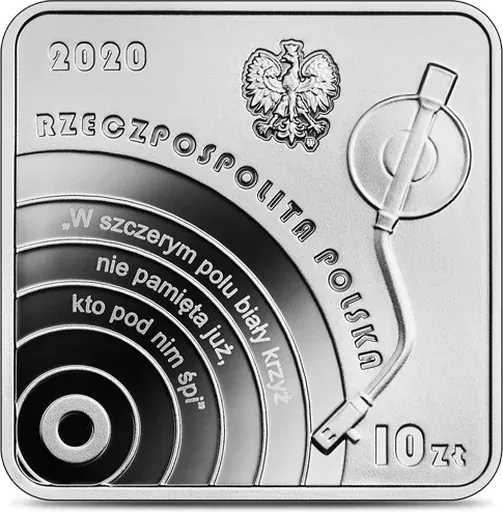 2020
RZECZPOSPOLITA POLSKA
„W szczerym polu biały krzyż
nie pamięta już,
kto pod nim śpi”
10 zł